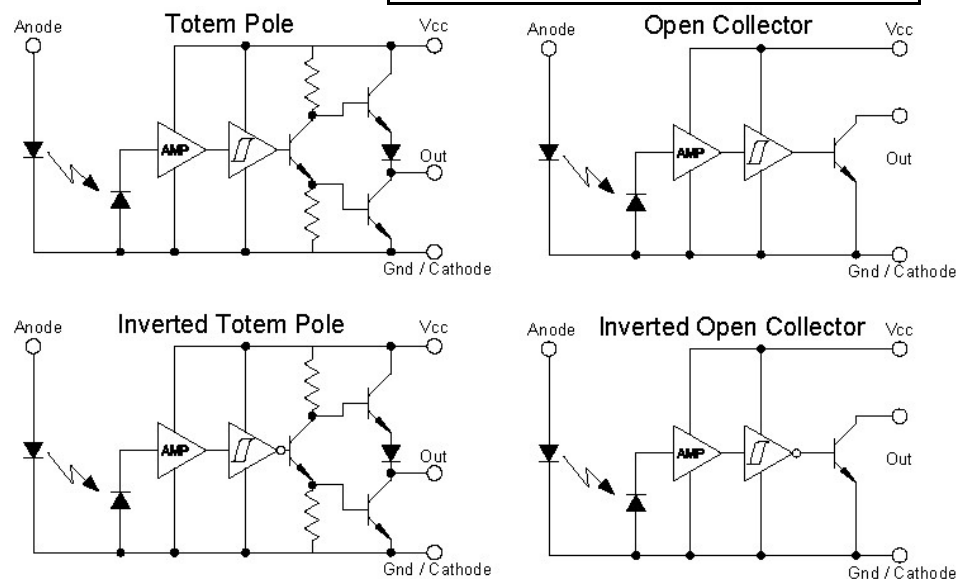 Totem Pole
Anode
Vcc
AMP
Out
Gnd / Cathode
Open Collector
Anode
Vcc
AMP
Out
Gnd / Cathode
Inverted Totem Pole
Anode
Vcc
AMP
Out
Gnd / Cathode
Inverted Open Collector
Anode
Vcc
AMP
Out
Gnd / Cathode